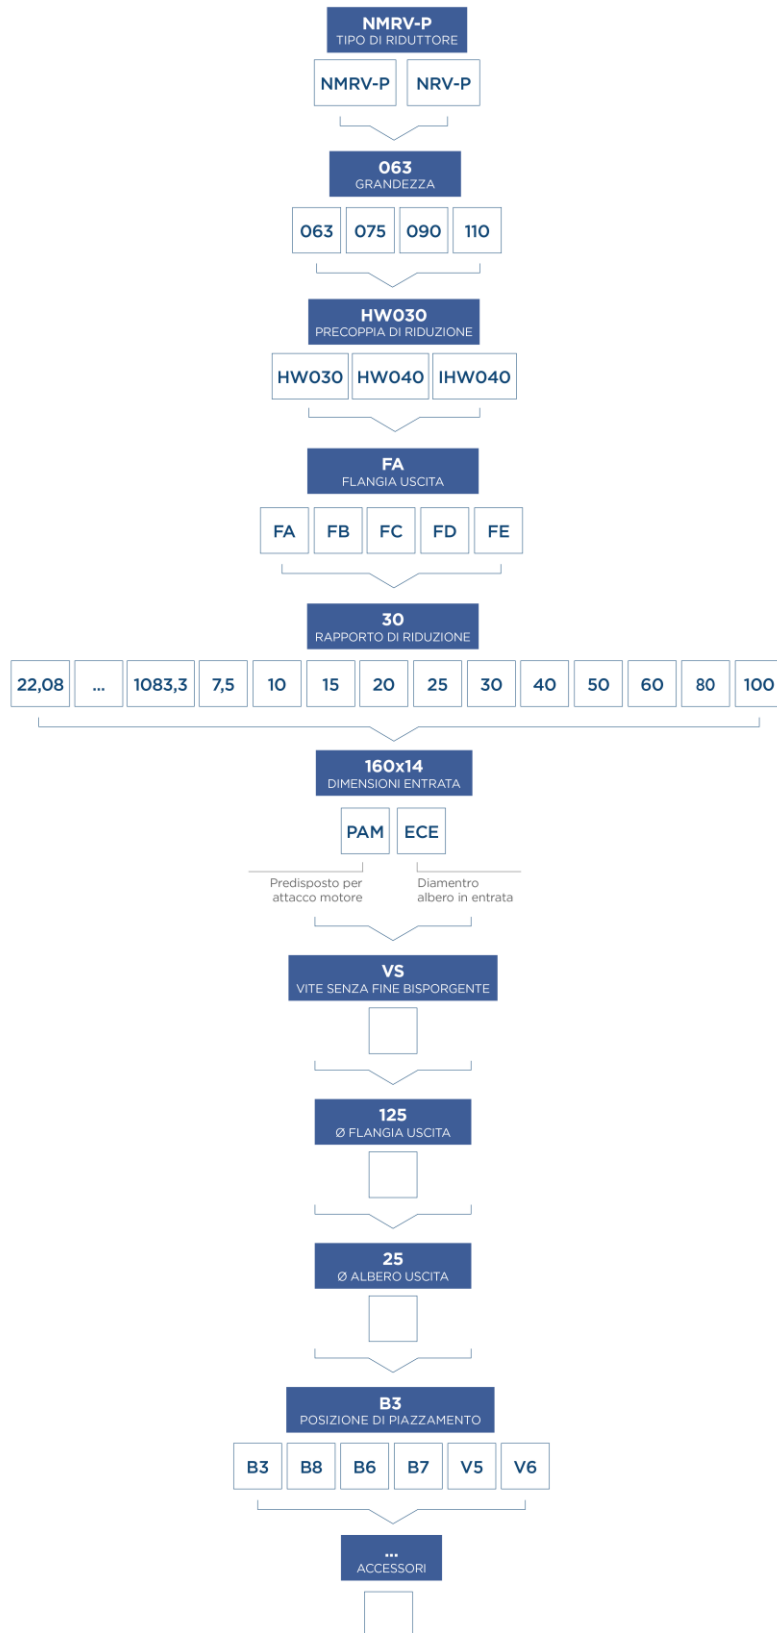 NMRV-P
TIPO DI RIDUTTORE
NMRV-P NRV-P
063
GRANDEZZA
063 075 090 110
HW030
PRECOPPIA DI RIDUZIONE
HW030 HW040 IHW040
FA
FLANGIA USCITA
FA FB FC FD FE
30
RAPPORTO DI RIDUZIONE
22,08 ... 1083,3 7,5 10 15 20 25 30 40 50 60 80 100
160x14
DIMENSIONI ENTRATA
PAM ECE
Predisposto per
attacco motore
Diamentro
albero in entrata
VS
VITE SENZA FINE BISPORGENTE
125
Ø FLANGIA USCITA
25
Ø ALBERO USCITA
B3
POSIZIONE DI PIAZZAMENTO
B3 B8 B6 B7 V5 V6
...
ACCESSORI